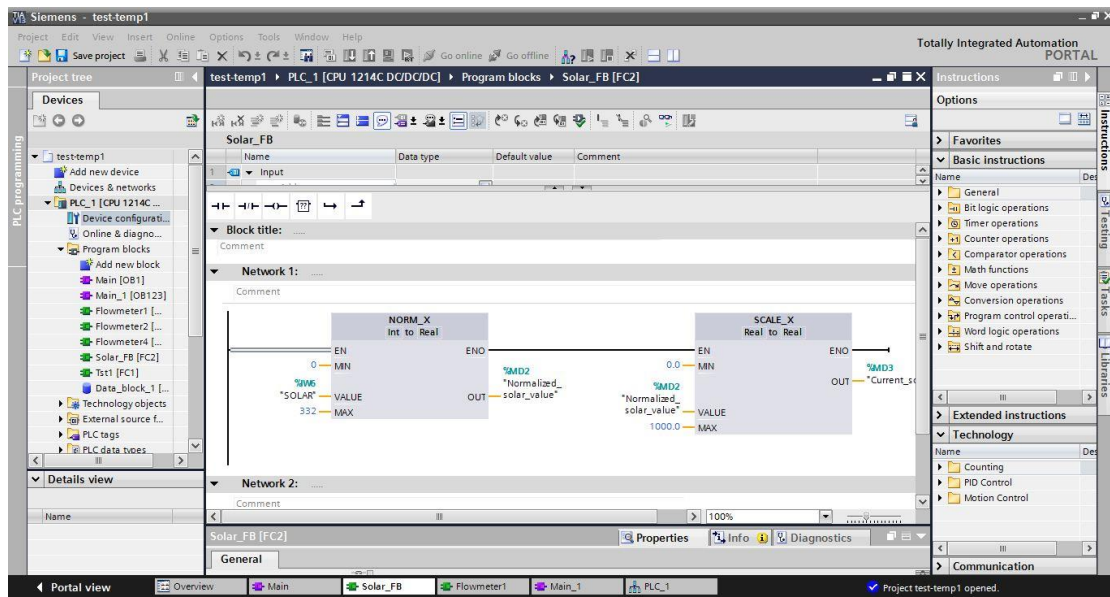 Siemens - test-temp1
Project Edit View Insert Online Options Tools Window Help
Totally Integrated Automation
PORTAL
Save project
Go online
Go offline
Project tree
test-temp1 ▸ PLC_1 [CPU 1214C DC/DC/DC] ▸ Program blocks ▸ Solar_FB [FC2]
Instructions
Devices
Options
PLC programming
test-temp1
Add new device
Devices & networks
PLC_1 [CPU 1214C ...
Device configurati...
Online & diagno...
Program blocks
Add new block
Main [OB1]
Main_1 [OB123]
Flowmeter1 [...
Flowmeter2 [...
Flowmeter4 [...
Solar_FB [FC2]
Tst1 [FC1]
Data_block_1 [...
Technology objects
External source f...
PLC tags
PLC data types
Details view
Name
Solar_FB
Name Data type Default value Comment
1 Input
Block title: .....
Comment
Network 1: .....
Comment
NORM_X
Int to Real
EN ENO
0 MIN
%IW6
"SOLAR" VALUE
332 MAX
OUT
%MD2
"Normalized_
solar_value"
SCALE_X
Real to Real
EN ENO
0.0 MIN
%MD2
"Normalized_
solar_value" VALUE
1000.0 MAX
OUT
%MD3
"Current_so
Network 2: .....
Comment
100%
Solar_FB [FC2]
Properties Info Diagnostics
General
Favorites
Basic instructions
Name Des
General
Bit logic operations
Timer operations
Counter operations
Comparator operations
Math functions
Move operations
Conversion operations
Program control operati...
Word logic operations
Shift and rotate
Extended instructions
Technology
Name Des
Counting
PID Control
Motion Control
Communication
Instructions
Testing
Tasks
Libraries
Portal view Overview Main Solar_FB Flowmeter1 Main_1 PLC_1 Project test-temp1 opened.